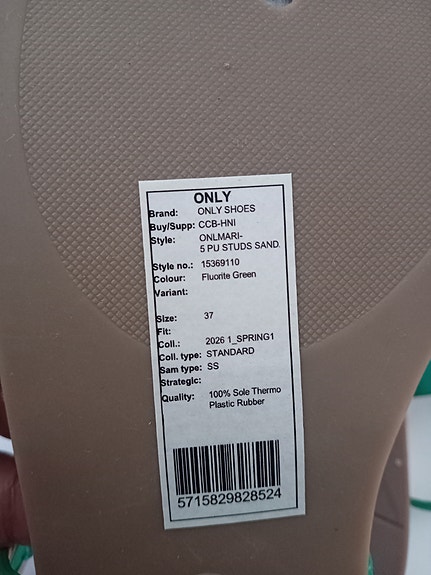 ONLY
Brand: ONLY SHOES
Buy/Supp: CCB-HNI
Style: ONLMARI-
5 PU STUDS SAND.
Style no.: 15369110
Colour: Fluorite Green
Variant:
Size: 37
Fit:
Coll.: 2026 1_SPRING1
Coll. type: STANDARD
Sam type: SS
Strategic:
Quality: 100% Sole Thermo
Plastic Rubber
5715829828524